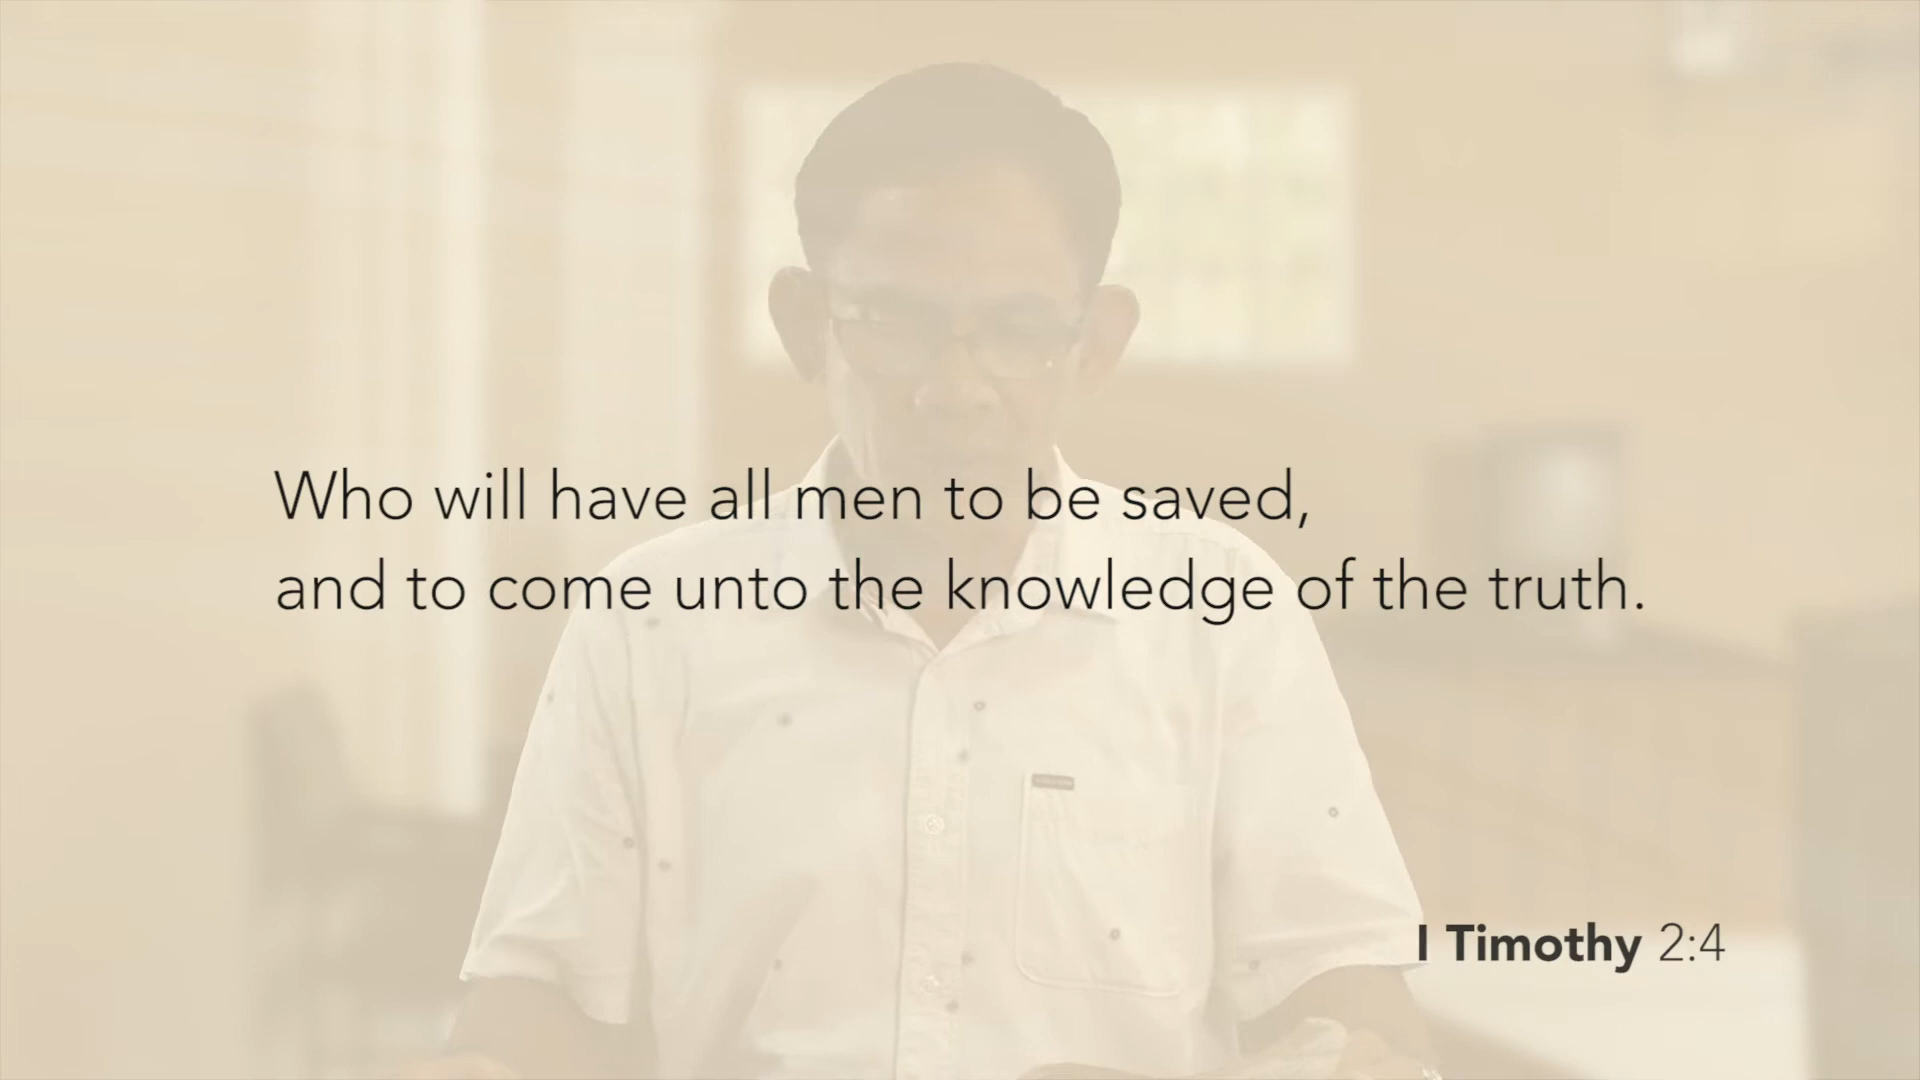 Who will have all men to be saved,
and to come unto the knowledge of the truth.
I Timothy 2:4